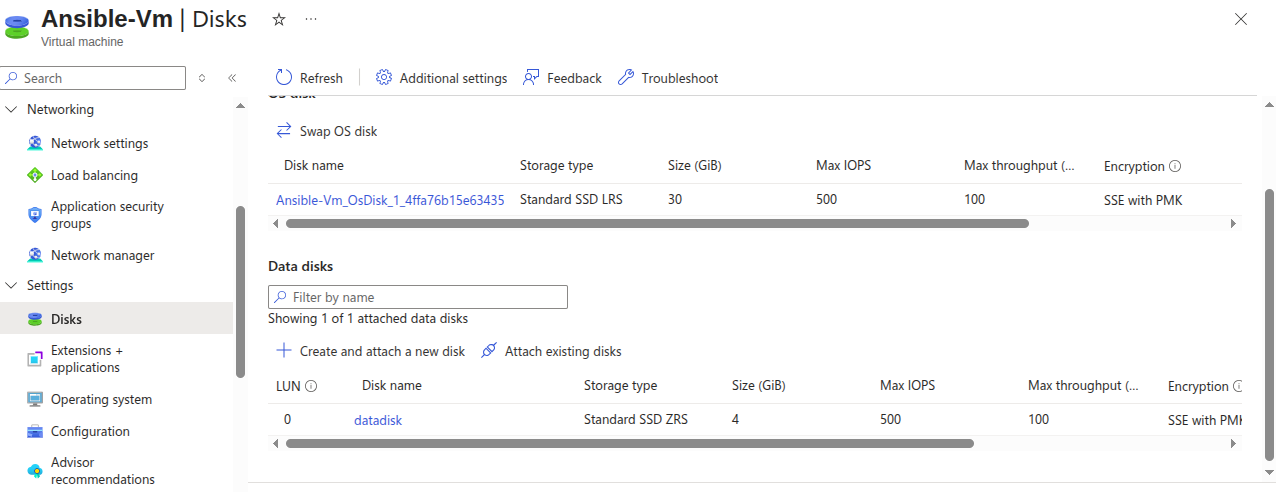 Ansible-Vm | Disks
Virtual machine
Search
Refresh
Additional settings
Feedback
Troubleshoot
Networking
Network settings
Load balancing
Application security
groups
Network manager
Settings
Disks
Extensions +
applications
Operating system
Configuration
Advisor
recommendations
OS disk
Swap OS disk
Disk name Storage type Size (GiB) Max IOPS Max throughput (... Encryption
Ansible-Vm_OsDisk_1_4ffa76b15e63435 Standard SSD LRS 30 500 100 SSE with PMK
Data disks
Filter by name
Showing 1 of 1 attached data disks
Create and attach a new disk Attach existing disks
LUN Disk name Storage type Size (GiB) Max IOPS Max throughput (... Encryption
0 datadisk Standard SSD ZRS 4 500 100 SSE with PMK